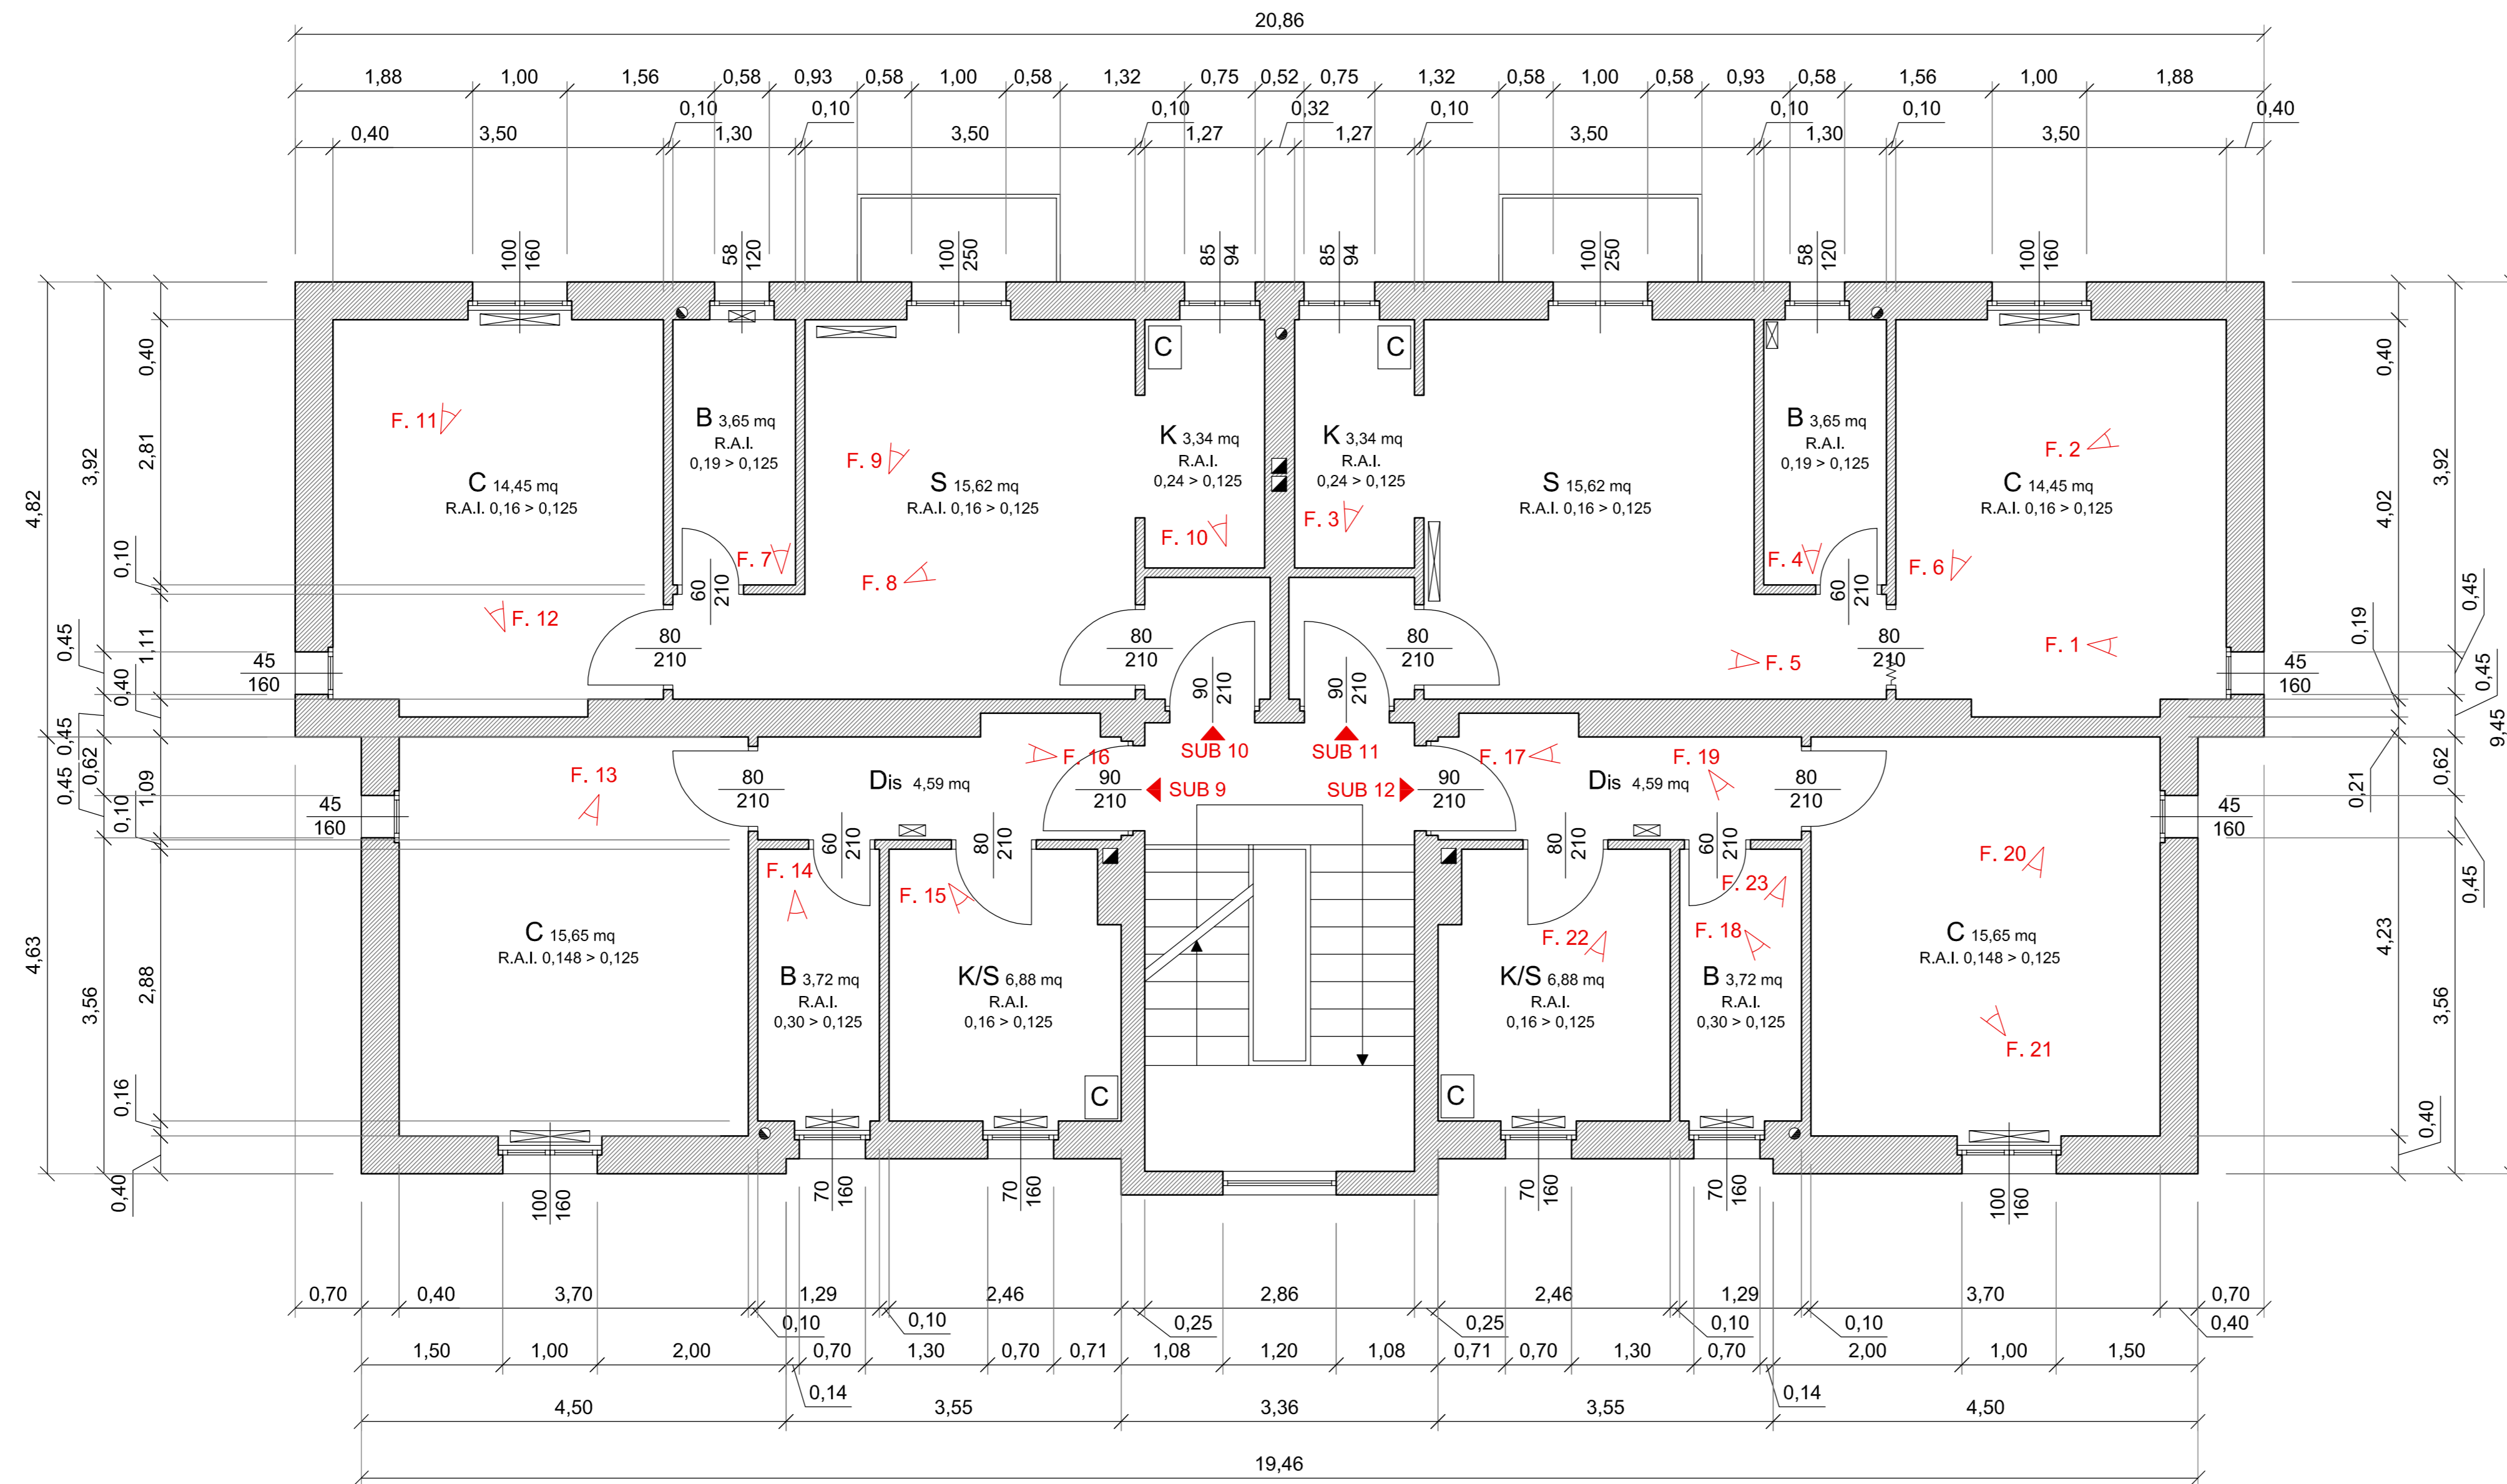 20,86
1,88 1,00 1,56 0,58 0,93 0,58 1,00 0,58 1,32 0,75 0,52 0,75 1,32 0,58 1,00 0,58 0,93 0,58 1,56 1,00 1,88
0,10 0,10 0,10 0,32 0,10 0,10 0,10 0,40
0,40 3,50 1,30 3,50 1,27 1,27 3,50 1,30 3,50
100 160 58 120 100 250 85 94 85 94 100 250 58 120 100 160
C C
F. 11
B 3,65 mq
R.A.I.
0,19 > 0,125
F. 9
K 3,34 mq
R.A.I.
0,24 > 0,125
K 3,34 mq
R.A.I.
0,24 > 0,125
B 3,65 mq
R.A.I.
0,19 > 0,125
F. 2
C 14,45 mq
R.A.I. 0,16 > 0,125
S 15,62 mq
R.A.I. 0,16 > 0,125
S 15,62 mq
R.A.I. 0,16 > 0,125
C 14,45 mq
R.A.I. 0,16 > 0,125
F. 10 F. 3
F. 7 F. 8 F. 4 F. 6
60 210 60 210
F. 12
80 80 80 80
210 210 210 210
F. 5 F. 1
45
160
45
160
90 210 90 210
SUB 10 SUB 11
F. 13 F. 16 F. 17 F. 19
80
210
Dis 4,59 mq
90
210
SUB 9 SUB 12
90
210
Dis 4,59 mq
80
210
45
160
45
160
60 210 80 210 80 210 60 210
F. 14 F. 15 F. 23 F. 20
F. 22 F. 18
C 15,65 mq
R.A.I. 0,148 > 0,125
B 3,72 mq
R.A.I.
0,30 > 0,125
K/S 6,88 mq
R.A.I.
0,16 > 0,125
K/S 6,88 mq
R.A.I.
0,16 > 0,125
B 3,72 mq
R.A.I.
0,30 > 0,125
C 15,65 mq
R.A.I. 0,148 > 0,125
F. 21
C C
100 160 70 160 70 160 70 160 70 160 100 160
4,82 4,63
3,92 0,45 0,45 0,62 0,45 3,56
0,40 2,81 0,10 1,11 0,40 1,09 0,10 2,88 0,16 0,40
0,40 4,02 0,19 0,21 4,23 0,40
3,92 0,45 0,45 0,62 0,45 3,56
9,45
0,70 0,40 3,70 1,29 2,46 2,86 2,46 1,29 3,70 0,70
0,10 0,10 0,25 0,25 0,10 0,10 0,40
1,50 1,00 2,00 0,70 1,30 0,70 0,71 1,08 1,20 1,08 0,71 0,70 1,30 0,70 2,00 1,00 1,50
0,14 0,14
4,50 3,55 3,36 3,55 4,50
19,46